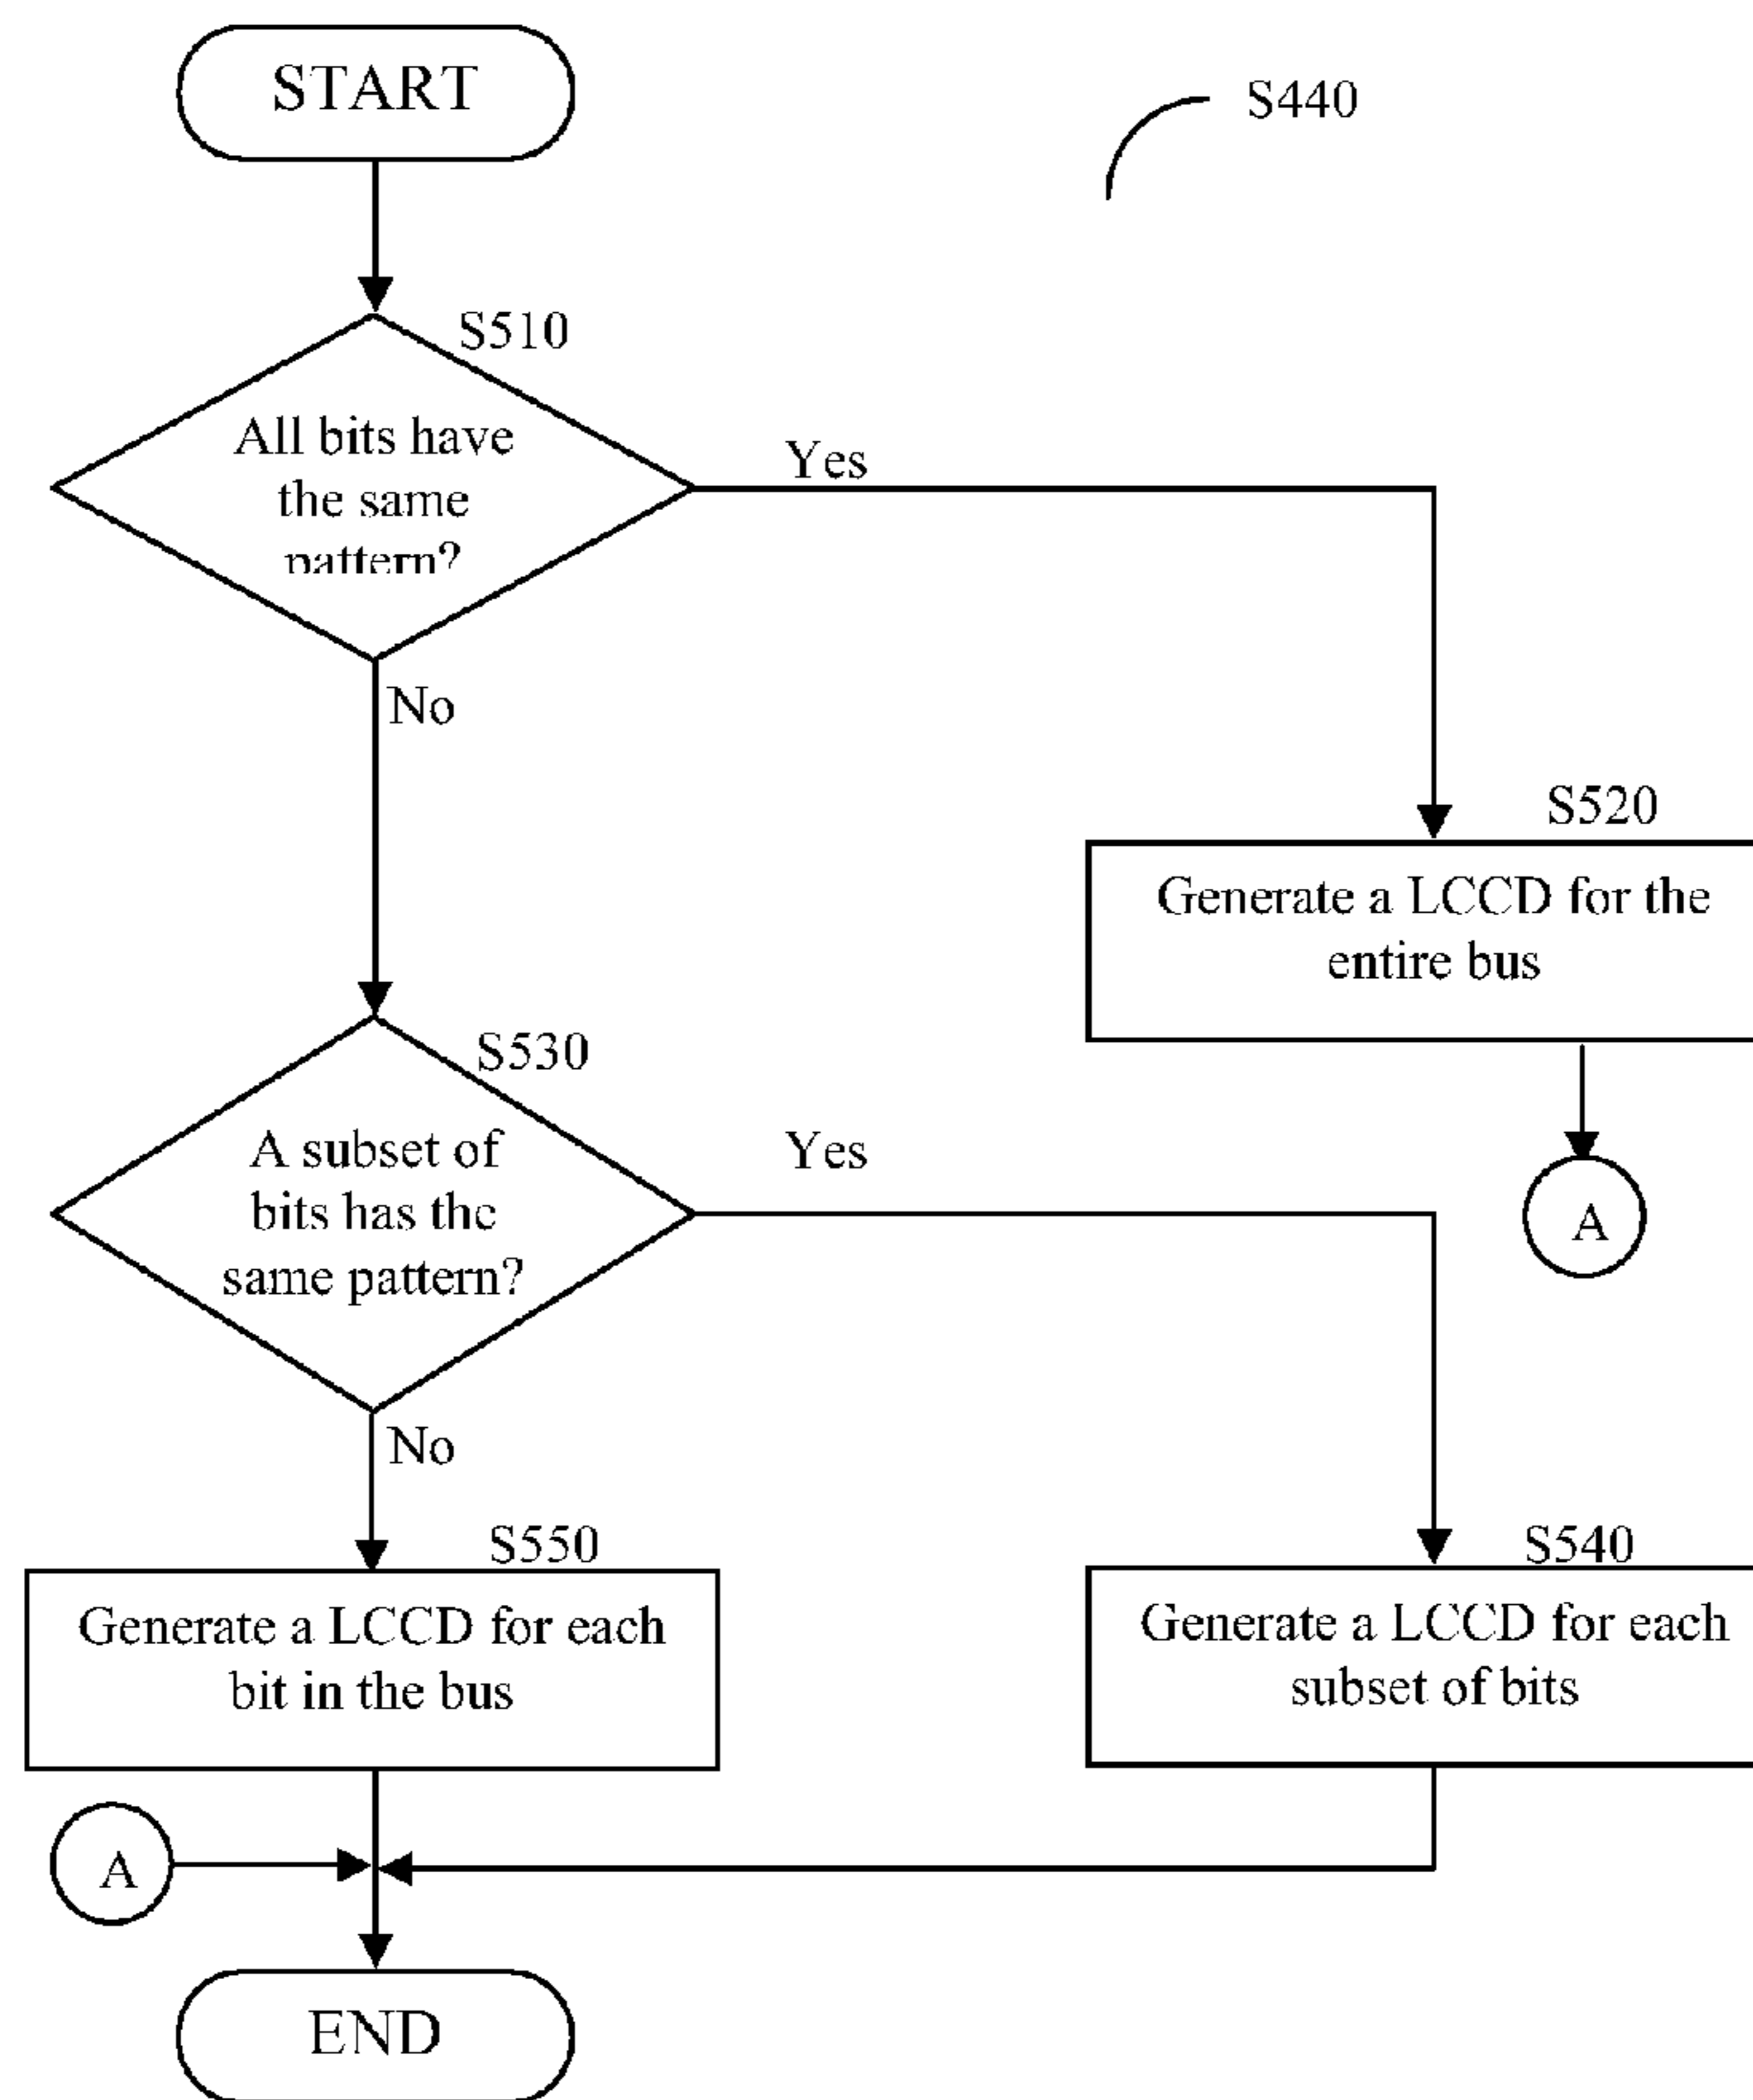 START
S440
S510
All bits have
the same
pattern?
Yes
No
S520
Generate a LCCD for the
entire bus
S530
A subset of
bits has the
same pattern?
Yes
A
No
S550
S540
Generate a LCCD for each
bit in the bus
Generate a LCCD for each
subset of bits
A
END